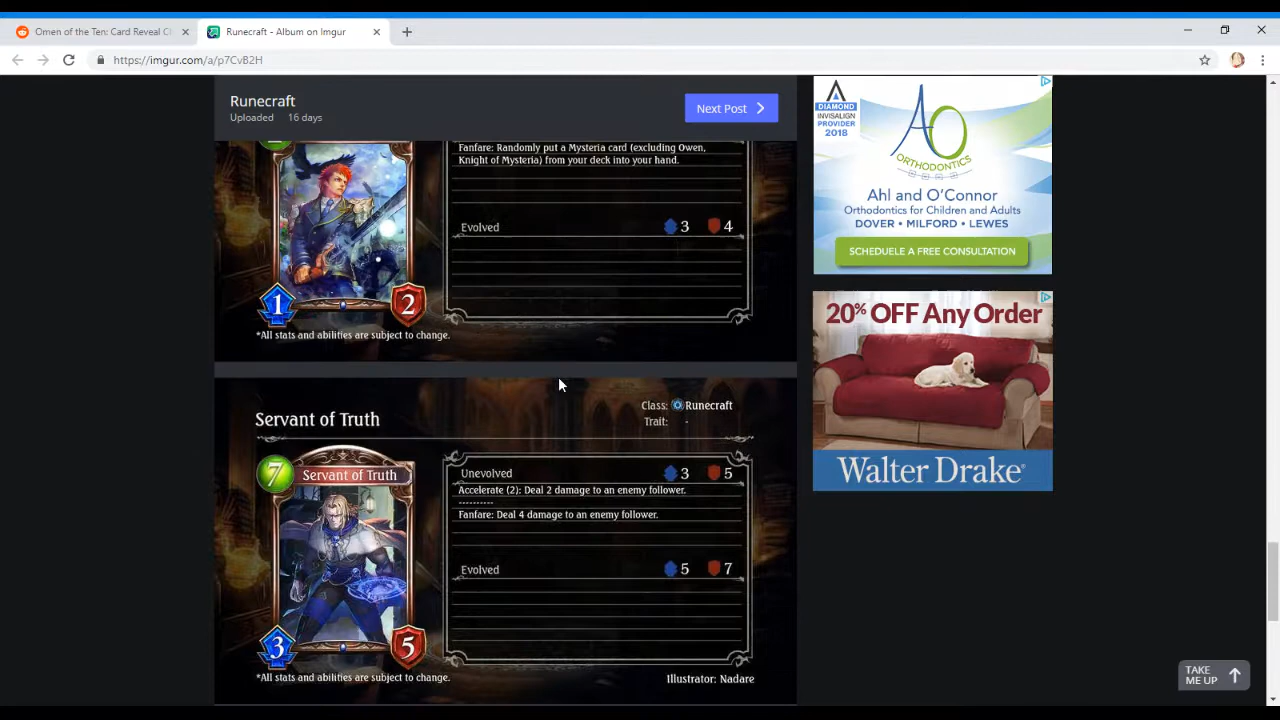 Omen of the Ten: Card Reveal Cl
Runecraft - Album on Imgur
https://imgur.com/a/p7CvB2H
Runecraft
Uploaded 16 days
Next Post
Fanfare: Randomly put a Mysteria card (excluding Owen,
Knight of Mysteria) from your deck into your hand.
Evolved 3 4
1 2
*All stats and abilities are subject to change.
Servant of Truth
Class: Runecraft
Trait: -
7 Servant of Truth
Unevolved 3 5
Accelerate (2): Deal 2 damage to an enemy follower.
----------
Fanfare: Deal 4 damage to an enemy follower.
Evolved 5 7
3 5
*All stats and abilities are subject to change.
Illustrator: Nadare
DIAMOND
INVISALIGN
PROVIDER
2018
AO
ORTHODONTICS
Ahl and O'Connor
Orthodontics for Children and Adults
DOVER • MILFORD • LEWES
SCHEDUELE A FREE CONSULTATION
20% OFF Any Order
Walter Drake®
TAKE
ME UP